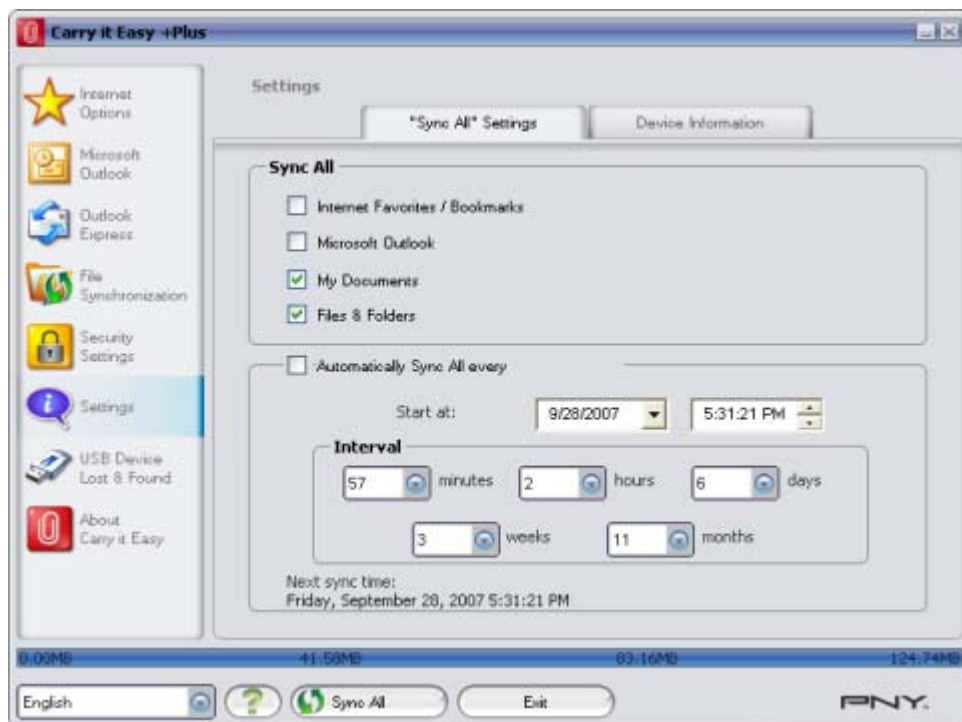 Carry it Easy +Plus
Internet
Options
Microsoft
Outlook
Outlook
Express
File
Synchronization
Security
Settings
Settings
USB Device
Lost & Found
About
Carry it Easy
Settings
"Sync All" Settings
Device Information
Sync All
Internet Favorites / Bookmarks
Microsoft Outlook
My Documents
Files & Folders
Automatically Sync All every
Start at: 9/28/2007 5:31:21 PM
Interval
57 minutes 2 hours 6 days
3 weeks 11 months
Next sync time:
Friday, September 28, 2007 5:31:21 PM
0.00MB 41.58MB 83.16MB 124.74MB
English ? Sync All Exit PNY.